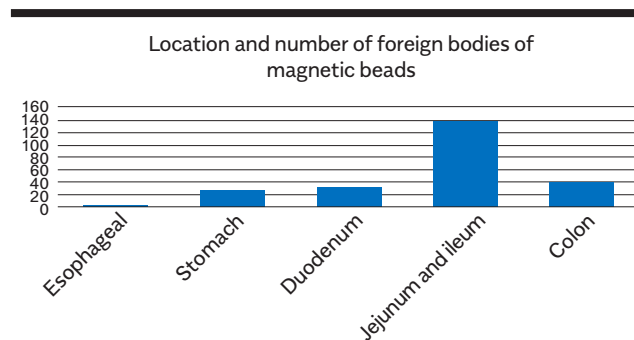 Location and number of foreign bodies of
magnetic beads
160
140
120
100
80
60
40
20
0
Esophageal
Stomach
Duodenum
Jejunum and ileum
Colon